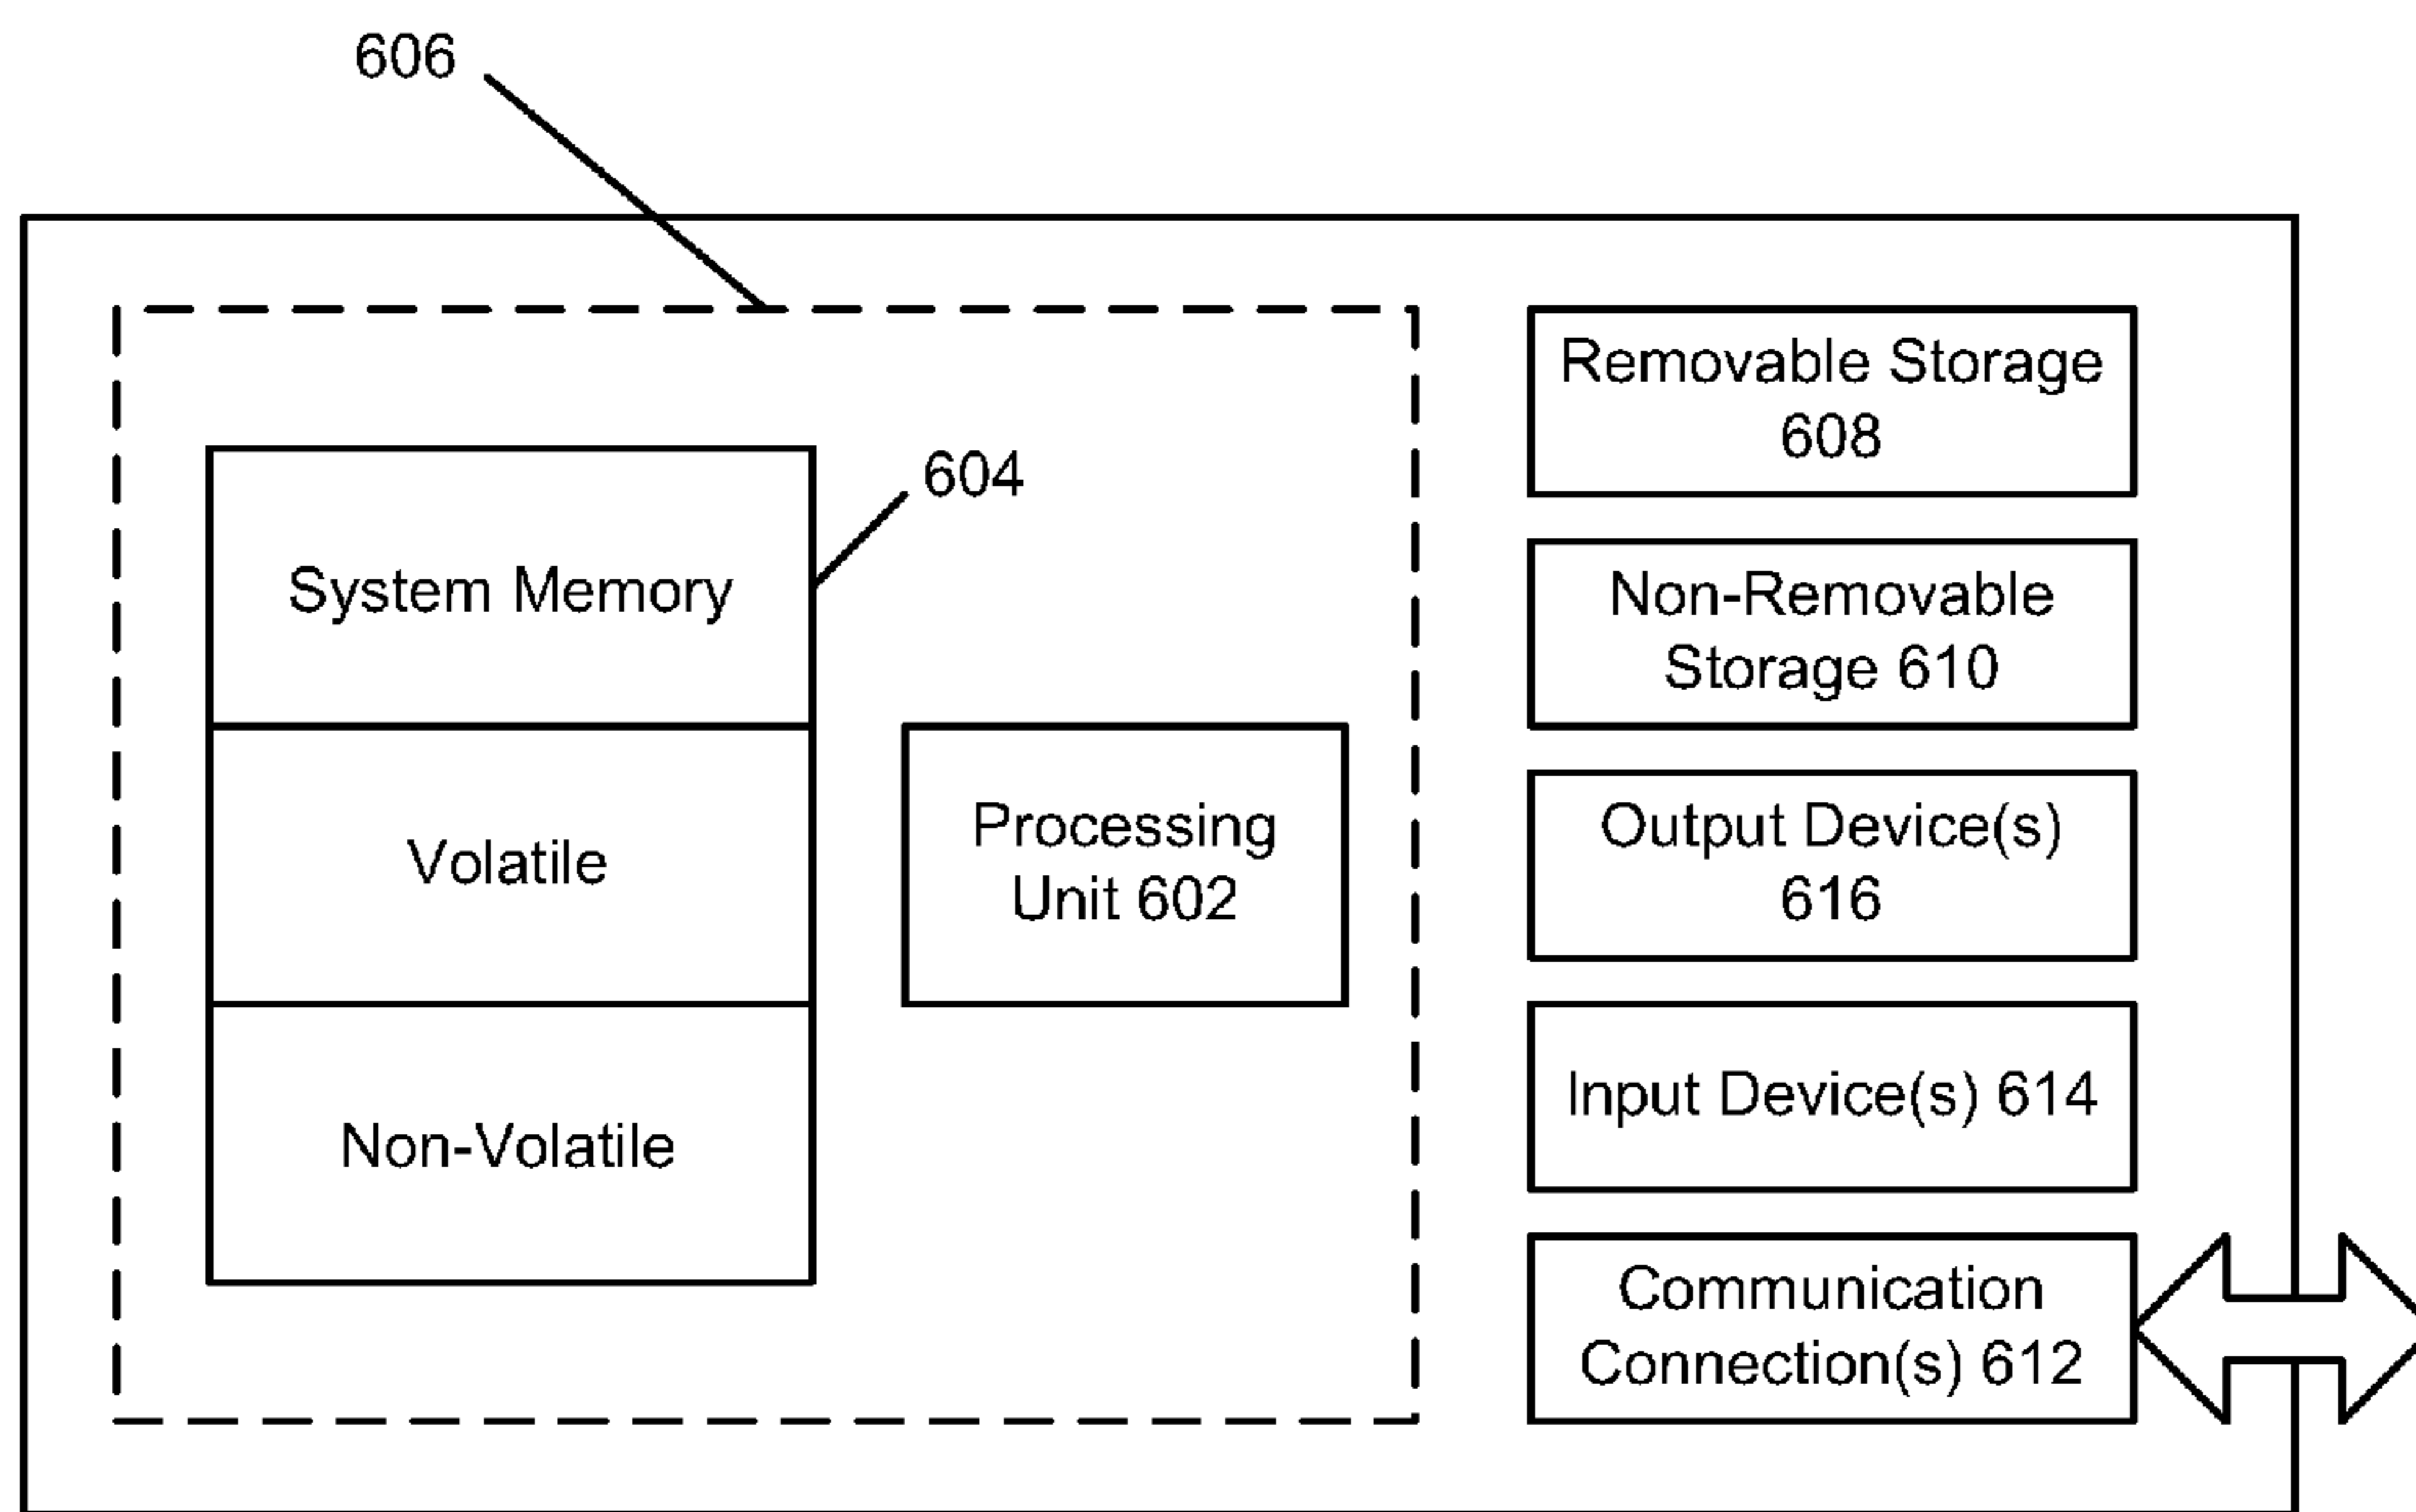 606
604
System Memory
Volatile
Non-Volatile
Processing
Unit 602
Removable Storage
608
Non-Removable
Storage 610
Output Device(s)
616
Input Device(s) 614
Communication
Connection(s) 612